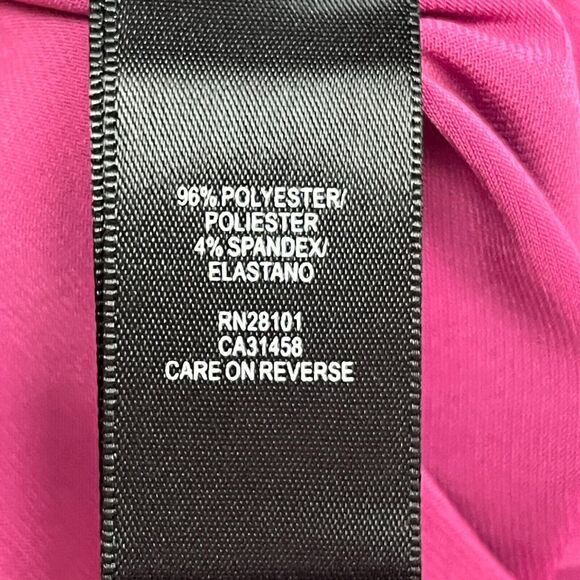 96% POLYESTER/
POLIESTER
4% SPANDEX/
ELASTANO
RN28101
CA31458
CARE ON REVERSE